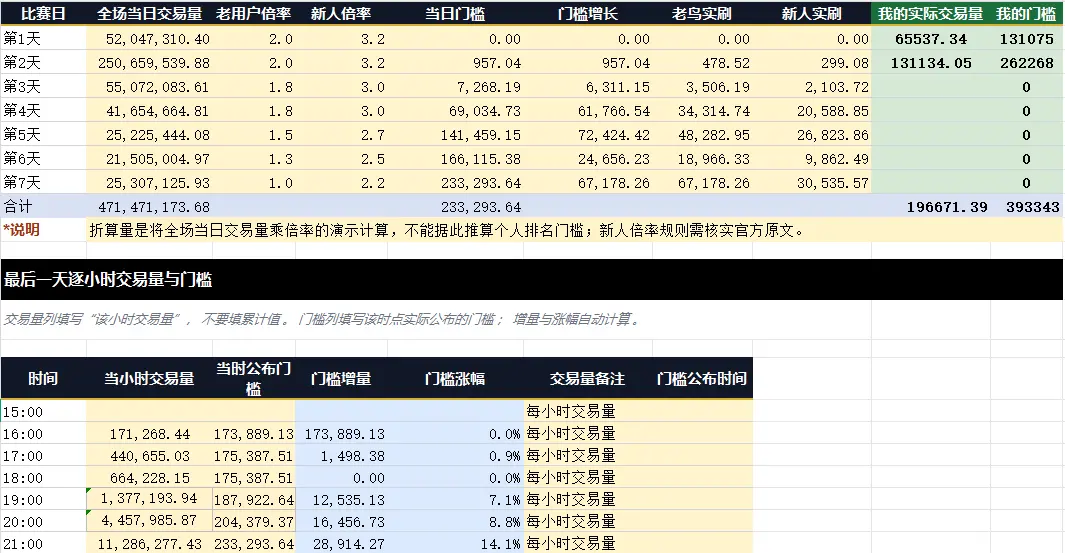 比赛日 全场当日交易量 老用户倍率 新人倍率 当日门槛 门槛增长 老鸟实刷 新人实刷 我的实际交易量 我的门槛
第1天 52,047,310.40 2.0 3.2 0.00 0.00 0.00 0.00 65537.34 131075
第2天 250,659,539.88 2.0 3.2 957.04 957.04 478.52 299.08 131134.05 262268
第3天 55,072,083.61 1.8 3.0 7,268.19 6,311.15 3,506.19 2,103.72 0
第4天 41,654,664.81 1.8 3.0 69,034.73 61,766.54 34,314.74 20,588.85 0
第5天 25,225,444.08 1.5 2.7 141,459.15 72,424.42 48,282.95 26,823.86 0
第6天 21,505,004.97 1.3 2.5 166,115.38 24,656.23 18,966.33 9,862.49 0
第7天 25,307,125.93 1.0 2.2 233,293.64 67,178.26 67,178.26 30,535.57 0
合计 471,471,173.68 233,293.64 196671.39 393343
*说明 折算量是将全场当日交易量乘倍率的演示计算，不能据此推算个人排名门槛；新人倍率规则需核实官方原文。
最后一天逐小时交易量与门槛
交易量列填写“该小时交易量”，不要填累计值。门槛列填写该时点实际公布的门槛；增量与涨幅自动计算。
时间 当小时交易量 当时公布门槛 门槛增量 门槛涨幅 交易量备注 门槛公布时间
15:00 每小时交易量
16:00 171,268.44 173,889.13 173,889.13 0.0% 每小时交易量
17:00 440,655.03 175,387.51 1,498.38 0.9% 每小时交易量
18:00 664,228.15 175,387.51 0.00 0.0% 每小时交易量
19:00 1,377,193.94 187,922.64 12,535.13 7.1% 每小时交易量
20:00 4,457,985.87 204,379.37 16,456.73 8.8% 每小时交易量
21:00 11,286,277.43 233,293.64 28,914.27 14.1% 每小时交易量